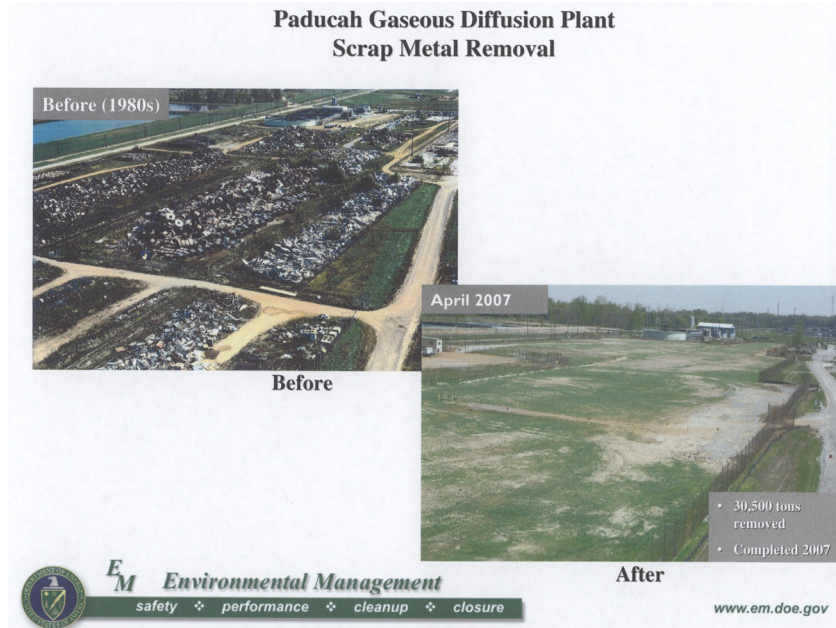 Paducah Gaseous Diffusion Plant
Scrap Metal Removal
Before (1980s)
Before
April 2007
• 30,500 tons
removed
• Completed 2007
After
EM Environmental Management
safety ❖ performance ❖ cleanup ❖ closure
www.em.doe.gov